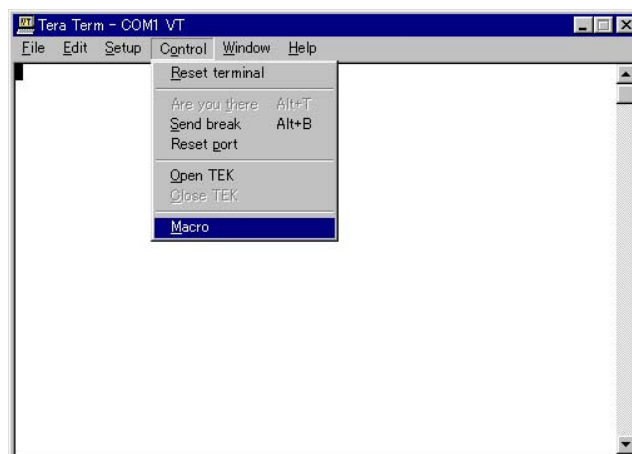 Tera Term - COM1 VT
File Edit Setup Control Window Help
Reset terminal
Are you there Alt+T
Send break Alt+B
Reset port
Open TEK
Close TEK
Macro